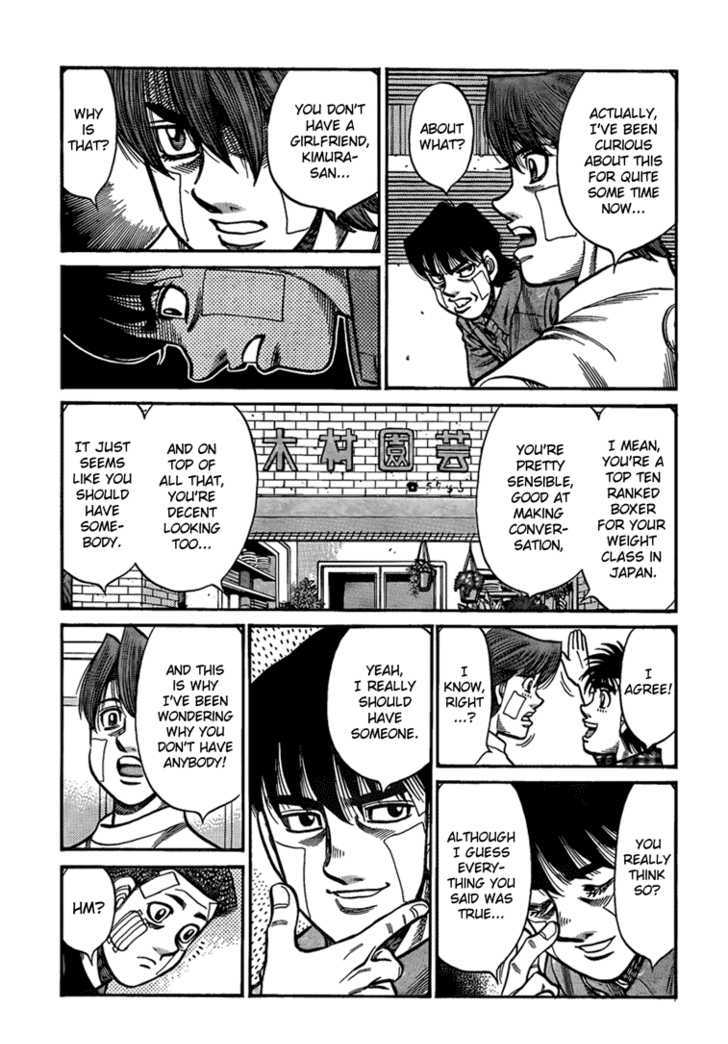 ACTUALLY,
I'VE BEEN
CURIOUS
ABOUT THIS
FOR QUITE
SOME TIME
NOW...
ABOUT
WHAT?
YOU DON'T
HAVE A
GIRLFRIEND,
KIMURA-
SAN...
WHY
IS
THAT?
I MEAN,
YOU'RE A
TOP TEN
RANKED
BOXER
FOR YOUR
WEIGHT
CLASS IN
JAPAN.
YOU'RE
PRETTY
SENSIBLE,
GOOD AT
MAKING
CONVER-
SATION,
木村園芸
AND ON
TOP OF
ALL THAT,
YOU'RE
DECENT
LOOKING
TOO...
IT JUST
SEEMS
LIKE YOU
SHOULD
HAVE
SOME-
BODY.
I
AGREE!
I
KNOW,
RIGHT
...?
YOU
REALLY
THINK
SO?
ALTHOUGH
I GUESS
EVERY-
THING YOU
SAID WAS
TRUE...
YEAH,
I REALLY
SHOULD
HAVE
SOMEONE.
AND THIS
IS WHY
I'VE BEEN
WONDERING
WHY YOU
DON'T HAVE
ANYBODY!
HM?